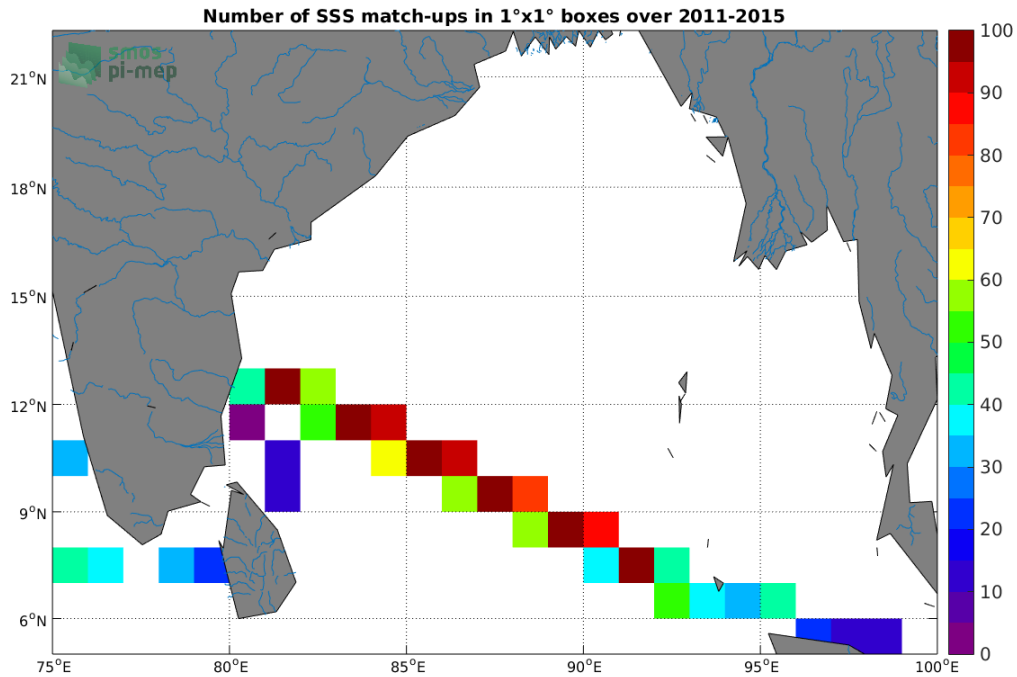 Number of SSS match-ups in 1°x1° boxes over 2011-2015
smos
pi-mep
21°N
18°N
15°N
12°N
9°N
6°N
75°E
80°E
85°E
90°E
95°E
100°E
100
90
80
70
60
50
40
30
20
10
0